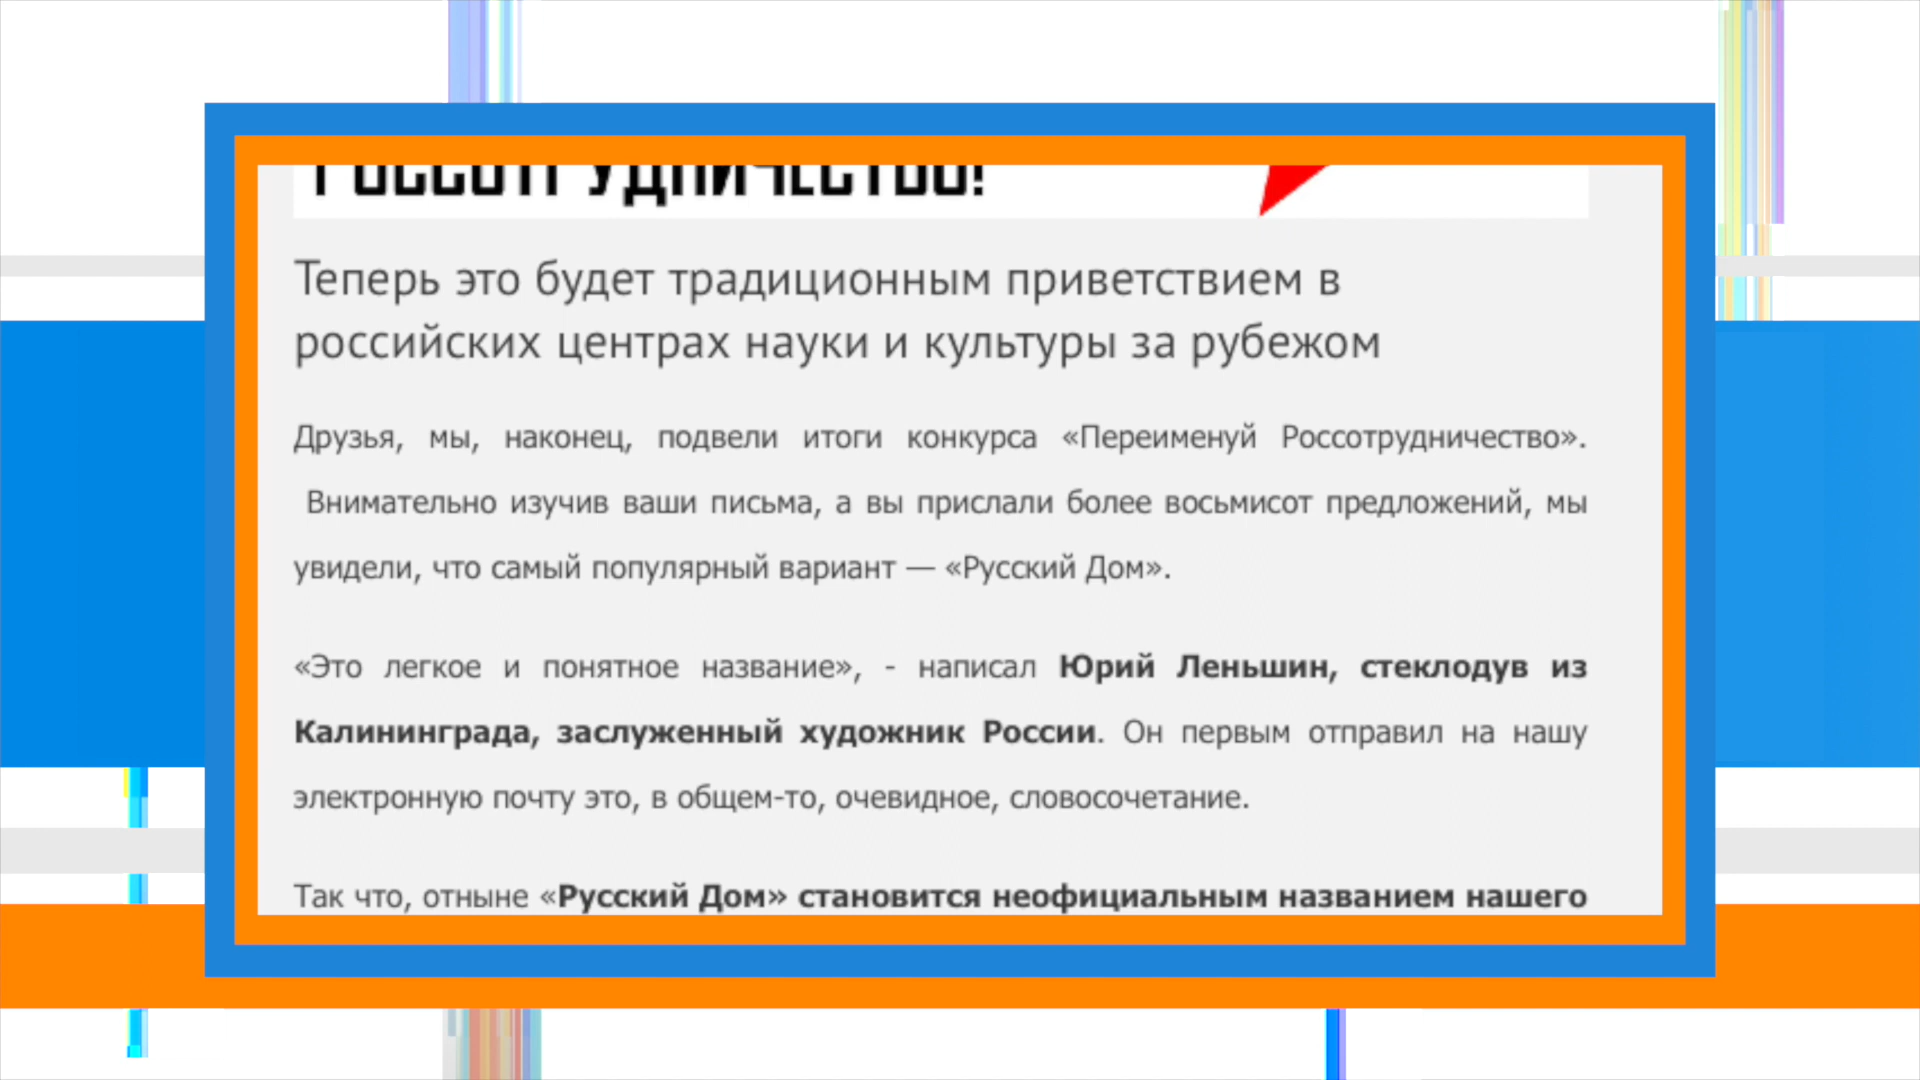 РОССОТРУДНИЧЕСТВО!
Теперь это будет традиционным приветствием в
российских центрах науки и культуры за рубежом
Друзья, мы, наконец, подвели итоги конкурса «Переименуй Россотрудничество».
Внимательно изучив ваши письма, а вы прислали более восьмисот предложений, мы
увидели, что самый популярный вариант — «Русский Дом».
«Это легкое и понятное название», - написал Юрий Леньшин, стеклодув из
Калининграда, заслуженный художник России. Он первым отправил на нашу
электронную почту это, в общем-то, очевидное, словосочетание.
Так что, отныне «Русский Дом» становится неофициальным названием нашего